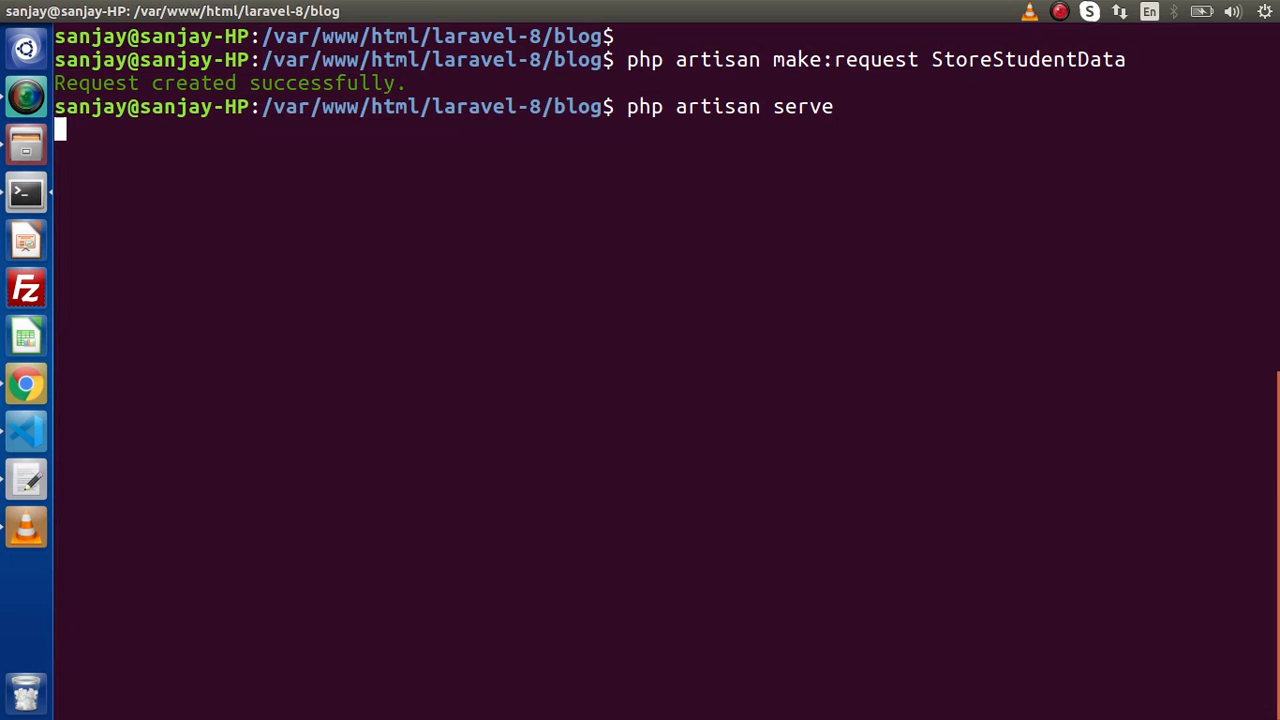 sanjay@sanjay-HP: /var/www/html/laravel-8/blog
S
En
sanjay@sanjay-HP:/var/www/html/laravel-8/blog$
sanjay@sanjay-HP:/var/www/html/laravel-8/blog$ php artisan make:request StoreStudentData
Request created successfully.
sanjay@sanjay-HP:/var/www/html/laravel-8/blog$ php artisan serve
>_
Fz